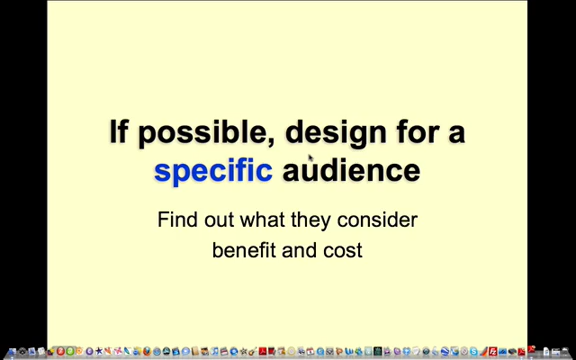 If possible, design for a
specific audience
Find out what they consider
benefit and cost